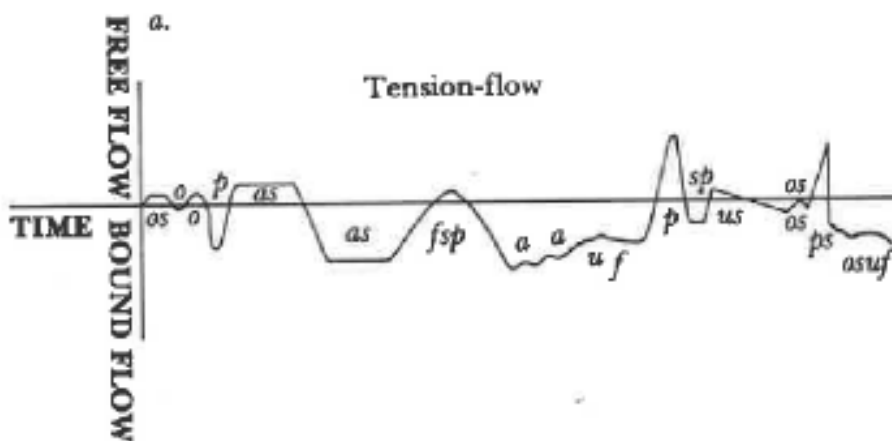 a.
Tension-flow
FREE FLOW
BOUND FLOW
TIME
os
o
o
p
as
as
fsp
a
a
u
f
p
sp
us
os
os
ps
osuf